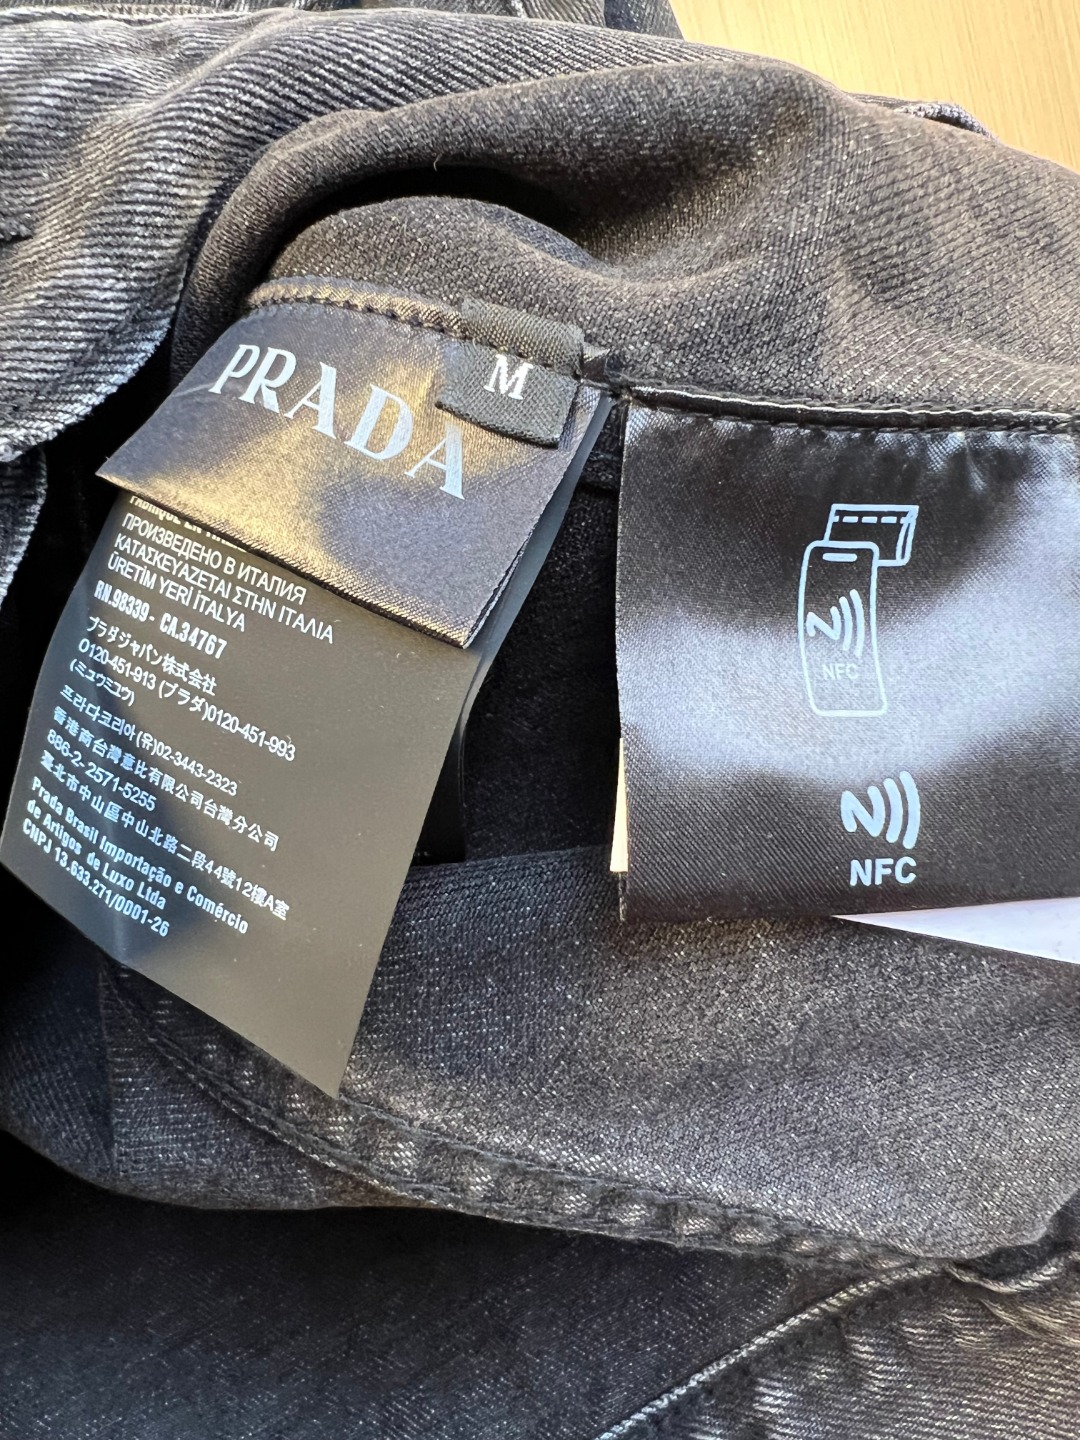 PRADA
M
ПРОИЗВЕДЕНО В ИТАЛИЯ
ΚΑΤΑΣΚΕΥΑΖΕΤΑΙ ΣΤΗΝ ΙΤΑΛΙΑ
ÜRETİM YERİ İTALYA
RN.98339 - CA.34767
プラダジャパン株式会社
0120-451-913 (プラダ)0120-451-993
(ミュウミュウ)
프라다코리아(유)02-3443-2323
香港商台灣意比有限公司台灣分公司
886-2- 2571-5255
臺北市中山區中山北路二段44號12樓A室
Prada Brasil Importação e Comércio
de Artigos de Luxo Ltda
CNPJ 13.633.271/0001-26
NFC
NFC